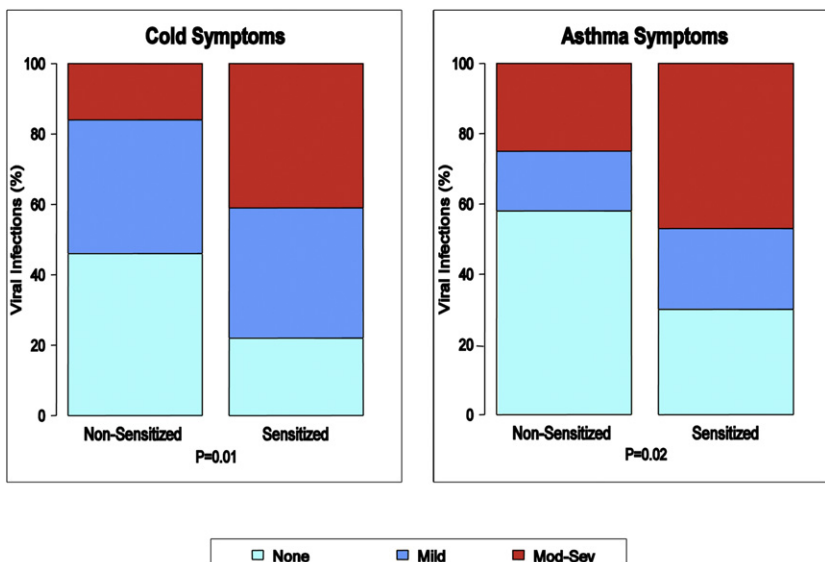 Cold Symptoms
Viral Infections (%)
100
80
60
40
20
0
Non-Sensitized Sensitized
P=0.01
Asthma Symptoms
Viral Infections (%)
100
80
60
40
20
0
Non-Sensitized Sensitized
P=0.02
None Mild Mod-Sev